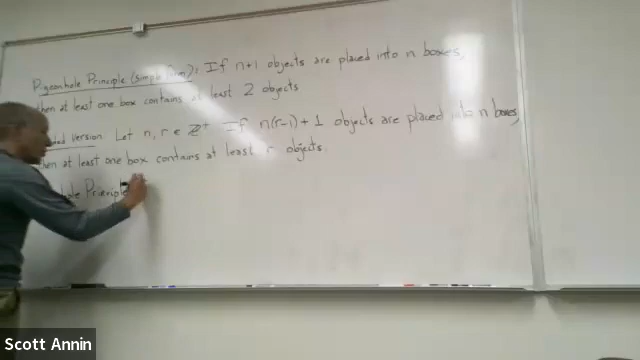 Pigeonhole Principle (simple form): If n+1 objects are placed into n boxes,
then at least one box contains at least 2 objects
Version Let n, r ∈ ℤ⁺ If n(r-1)+1 objects are placed into n boxes,
then at least one box contains at least r objects.
Principle
Scott Annin